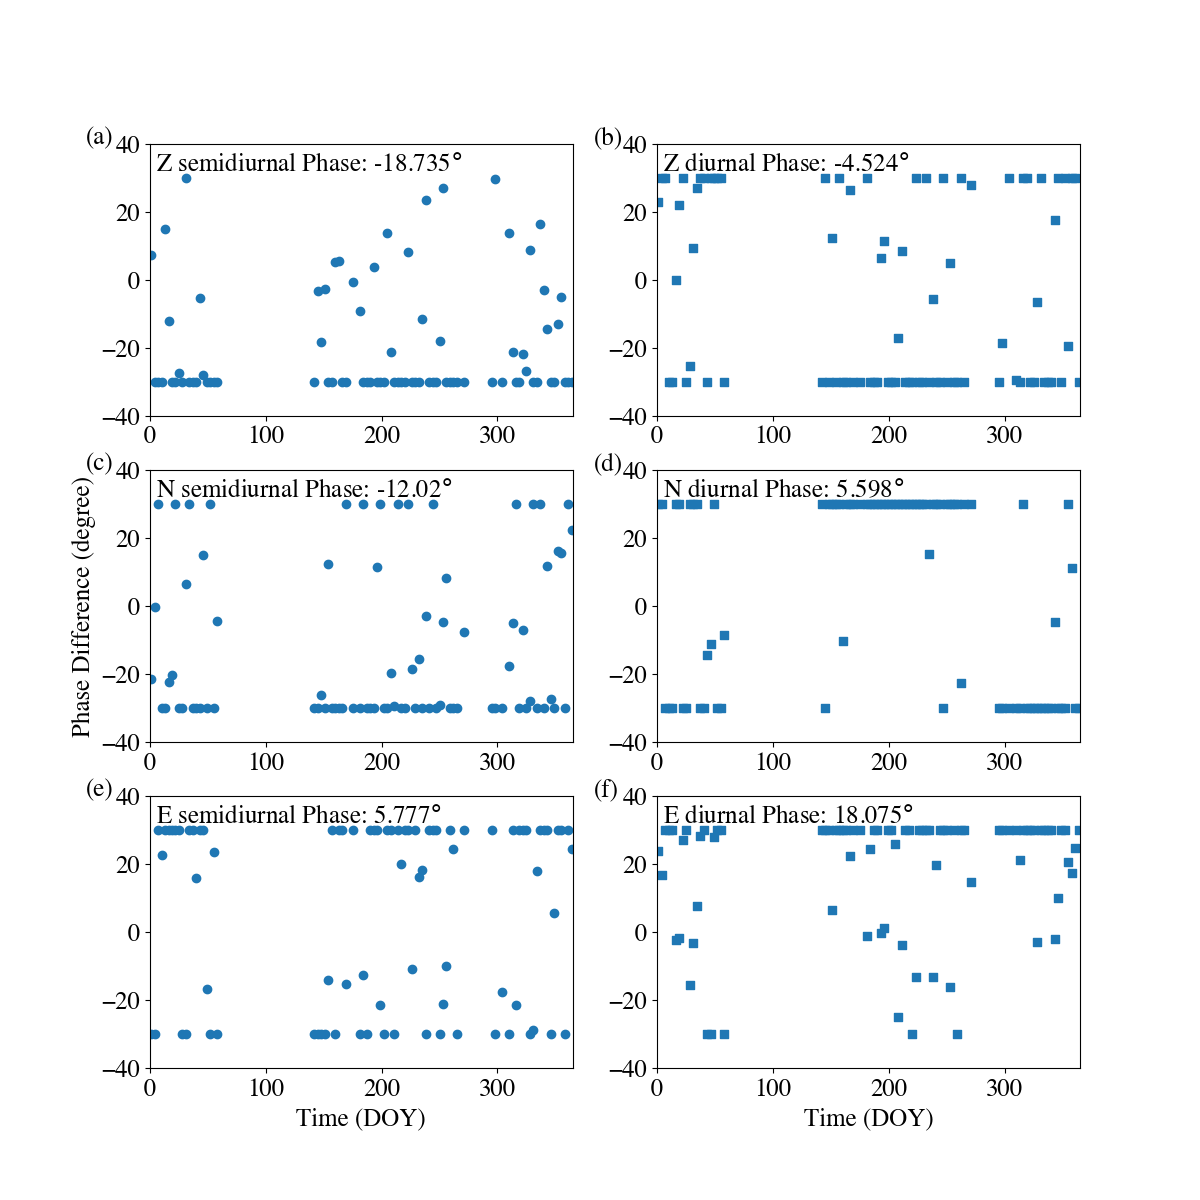 (a)
Z semidiurnal Phase: -18.735°
40
20
0
−20
−40
0 100 200 300
(b)
Z diurnal Phase: -4.524°
40
20
0
−20
−40
0 100 200 300
(c)
N semidiurnal Phase: -12.02°
40
20
0
−20
−40
0 100 200 300
Phase Difference (degree)
(d)
N diurnal Phase: 5.598°
40
20
0
−20
−40
0 100 200 300
(e)
E semidiurnal Phase: 5.777°
40
20
0
−20
−40
0 100 200 300
Time (DOY)
(f)
E diurnal Phase: 18.075°
40
20
0
−20
−40
0 100 200 300
Time (DOY)